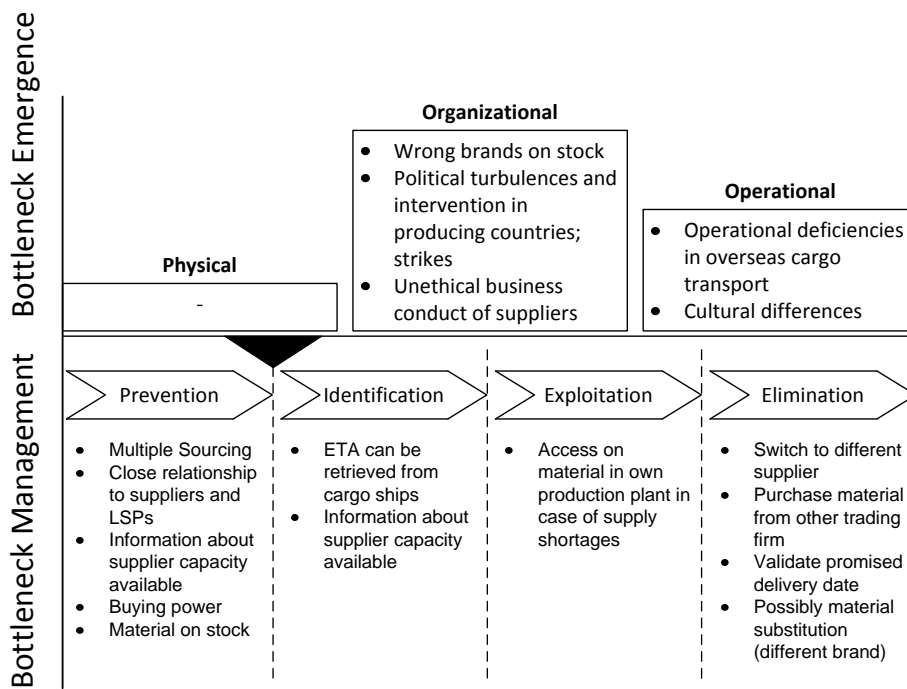 Bottleneck Emergence
Organizational
• Wrong brands on stock
• Political turbulences and
intervention in
producing countries;
strikes
• Unethical business
conduct of suppliers
Operational
• Operational deficiencies
in overseas cargo
transport
• Cultural differences
Physical
-
Bottleneck Management
Prevention
• Multiple Sourcing
• Close relationship
to suppliers and
LSPs
• Information about
supplier capacity
available
• Buying power
• Material on stock
Identification
• ETA can be
retrieved from
cargo ships
• Information about
supplier capacity
available
Exploitation
• Access on
material in own
production plant in
case of supply
shortages
Elimination
• Switch to different
supplier
• Purchase material
from other trading
firm
• Validate promised
delivery date
• Possibly material
substitution
(different brand)